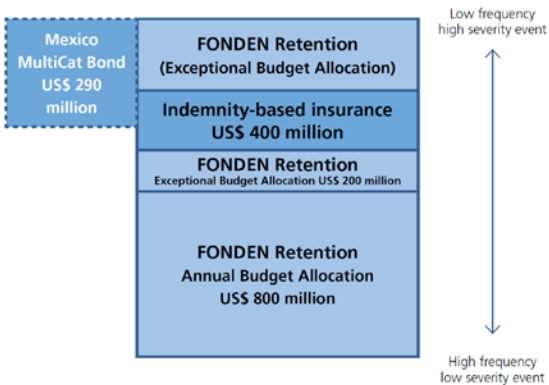 Mexico
MultiCat Bond
US$ 290
million
FONDEN Retention
(Exceptional Budget Allocation)
Indemnity-based insurance
US$ 400 million
FONDEN Retention
Exceptional Budget Allocation US$ 200 million
FONDEN Retention
Annual Budget Allocation
US$ 800 million
Low frequency
high severity event
High frequency
low severity event